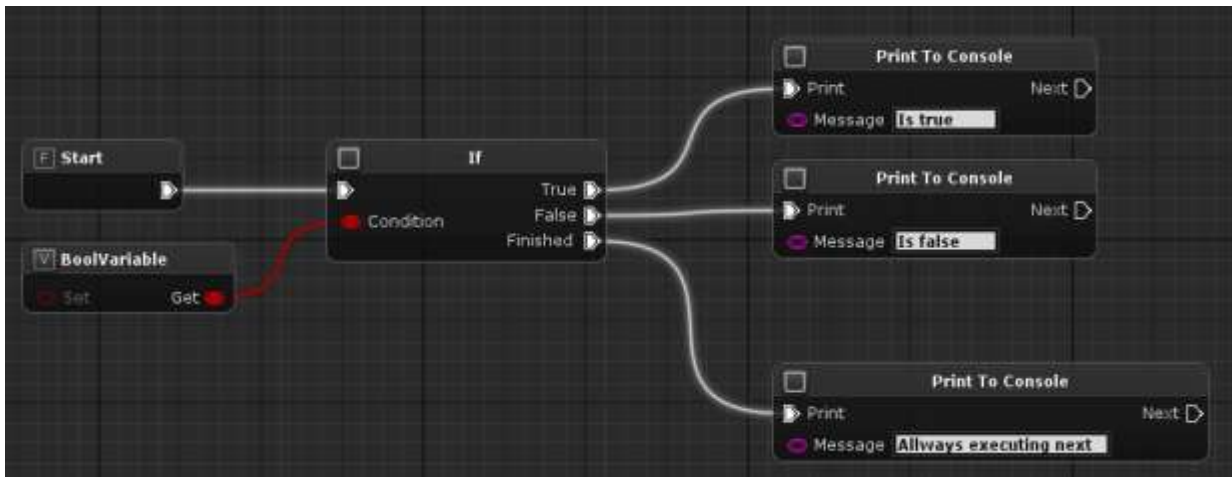 F Start
V BoolVariable
Set Get
If
True
Condition False
Finished
Print To Console
Print Next
Message Is true
Print To Console
Print Next
Message Is false
Print To Console
Print Next
Message Allways executing next